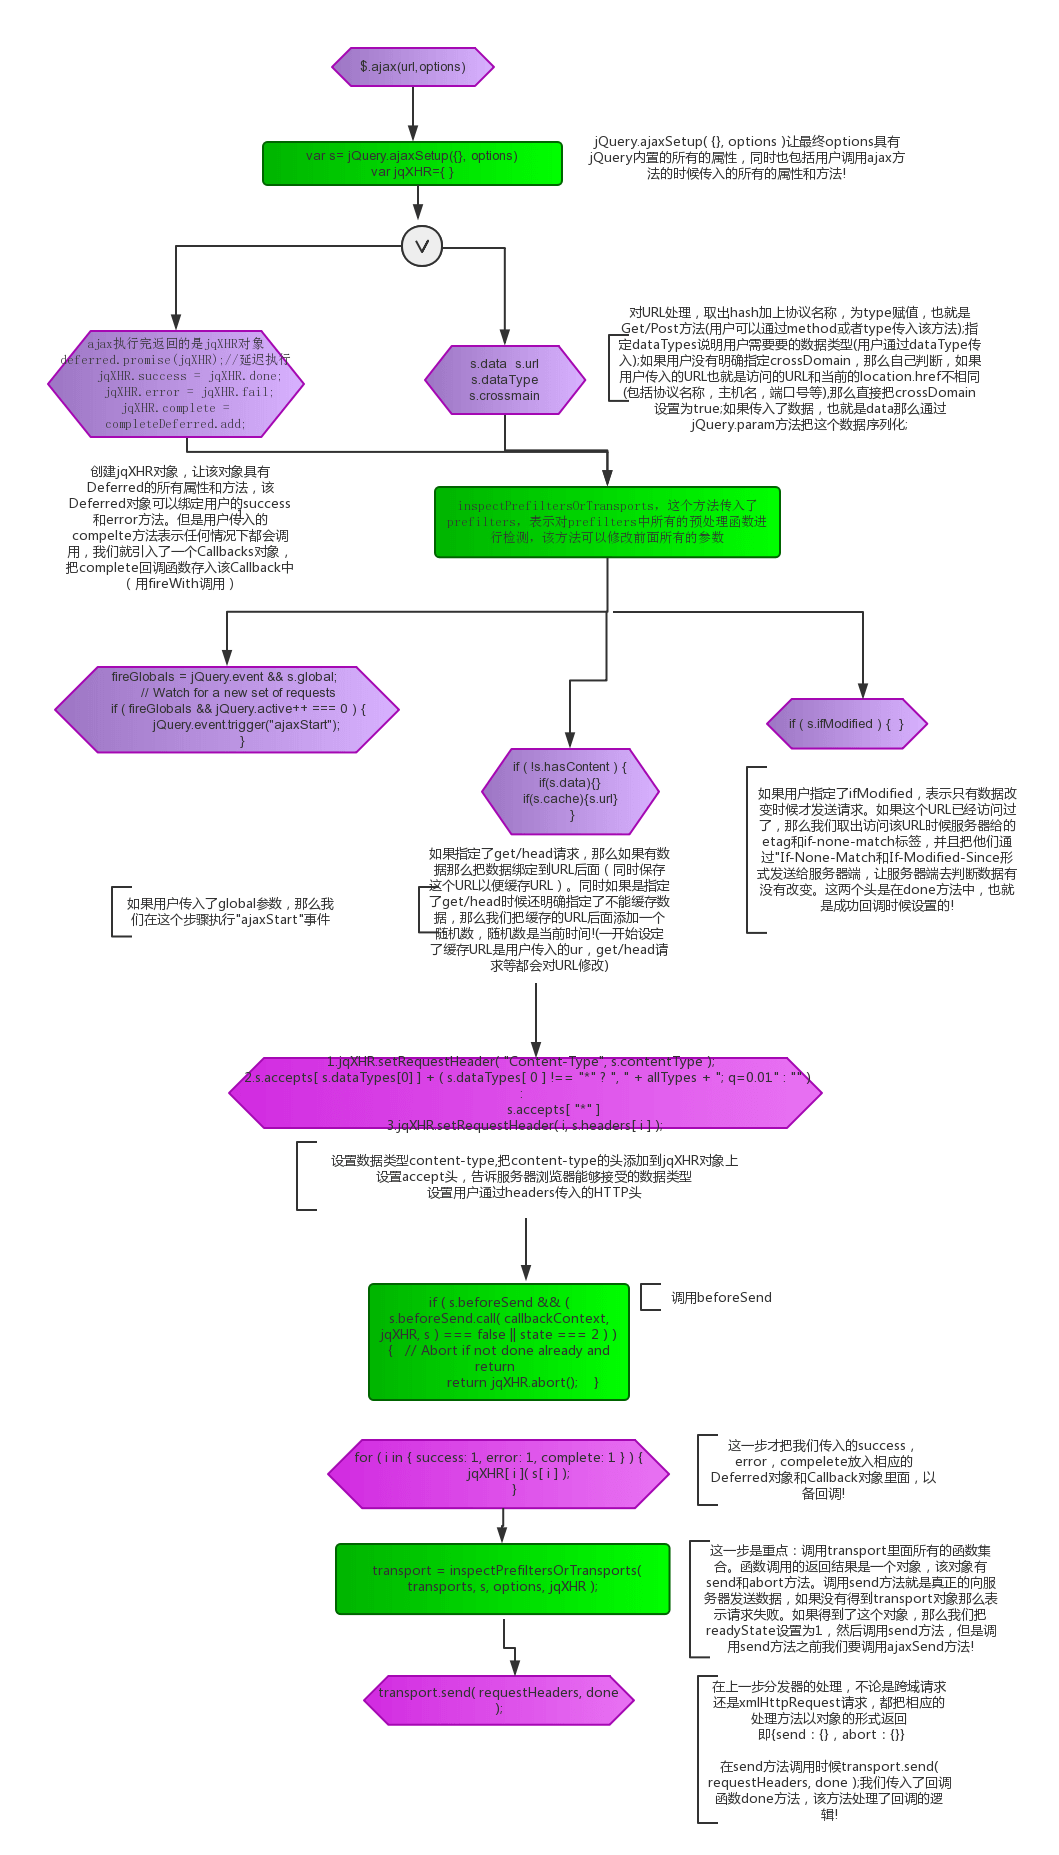 $.ajax(url,options)
var s= jQuery.ajaxSetup({}, options)
var jqXHR={ }
jQuery.ajaxSetup( {}, options )让最终options具有
jQuery内置的所有的属性，同时也包括用户调用ajax方
法的时候传入的所有的属性和方法!
ajax执行完返回的是jqXHR对象
deferred.promise(jqXHR);//延迟执行
jqXHR.success = jqXHR.done;
jqXHR.error = jqXHR.fail;
jqXHR.complete =
completeDeferred.add;
s.data  s.url
s.dataType
s.crossmain
对URL处理，取出hash加上协议名称，为type赋值，也就是
Get/Post方法(用户可以通过method或者type传入该方法);指
定dataTypes说明用户需要要的数据类型(用户通过dataType传
入);如果用户没有明确指定crossDomain，那么自己判断，如果
用户传入的URL也就是访问的URL和当前的location.href不相同
(包括协议名称，主机名，端口号等),那么直接把crossDomain
设置为true;如果传入了数据，也就是data那么通过
jQuery.param方法把这个数据序列化;
创建jqXHR对象，让该对象具有
Deferred的所有属性和方法，该
Deferred对象可以绑定用户的success
和error方法。但是用户传入的
compelte方法表示任何情况下都会调
用，我们就引入了一个Callbacks对象，
把complete回调函数存入该Callback中
（用fireWith调用）
inspectPrefiltersOrTransports，这个方法传入了
prefilters，表示对prefilters中所有的预处理函数进
行检测，该方法可以修改前面所有的参数
fireGlobals = jQuery.event && s.global;
// Watch for a new set of requests
if ( fireGlobals && jQuery.active++ === 0 ) {
jQuery.event.trigger("ajaxStart");
}
if ( !s.hasContent ) {
if(s.data){}
if(s.cache){s.url}
}
if ( s.ifModified ) {  }
如果用户传入了global参数，那么我
们在这个步骤执行"ajaxStart"事件
如果指定了get/head请求，那么如果有数
据那么把数据绑定到URL后面（同时保存
这个URL以便缓存URL）。同时如果是指定
了get/head时候还明确指定了不能缓存数
据，那么我们把缓存的URL后面添加一个
随机数，随机数是当前时间!(一开始设定
了缓存URL是用户传入的ur，get/head请
求等都会对URL修改)
如果用户指定了ifModified，表示只有数据改
变时候才发送请求。如果这个URL已经访问过
了，那么我们取出访问该URL时候服务器给的
etag和if-none-match标签，并且把他们通
过"If-None-Match和If-Modified-Since形
式发送给服务器端，让服务器端去判断数据有
没有改变。这两个头是在done方法中，也就
是成功回调时候设置的!
1.jqXHR.setRequestHeader( "Content-Type", s.contentType );
2.s.accepts[ s.dataTypes[0] ] + ( s.dataTypes[ 0 ] !== "*" ? ", " + allTypes + "; q=0.01" : "" )
:
s.accepts[ "*" ]
3.jqXHR.setRequestHeader( i, s.headers[ i ] );
设置数据类型content-type,把content-type的头添加到jqXHR对象上
设置accept头，告诉服务器浏览器能够接受的数据类型
设置用户通过headers传入的HTTP头
if ( s.beforeSend && (
s.beforeSend.call( callbackContext,
jqXHR, s ) === false || state === 2 ) )
{   // Abort if not done already and
return
return jqXHR.abort();    }
调用beforeSend
for ( i in { success: 1, error: 1, complete: 1 } ) {
jqXHR[ i ]( s[ i ] );
}
这一步才把我们传入的success，
error，compelete放入相应的
Deferred对象和Callback对象里面，以
备回调!
transport = inspectPrefiltersOrTransports(
transports, s, options, jqXHR );
这一步是重点：调用transport里面所有的函数集
合。函数调用的返回结果是一个对象，该对象有
send和abort方法。调用send方法就是真正的向服
务器发送数据，如果没有得到transport对象那么表
示请求失败。如果得到了这个对象，那么我们把
readyState设置为1，然后调用send方法，但是调
用send方法之前我们要调用ajaxSend方法!
transport.send( requestHeaders, done
);
在上一步分发器的处理，不论是跨域请求
还是xmlHttpRequest请求，都把相应的
处理方法以对象的形式返回
即{send：{}，abort：{}}
在send方法调用时候transport.send(
requestHeaders, done );我们传入了回调
函数done方法，该方法处理了回调的逻
辑!